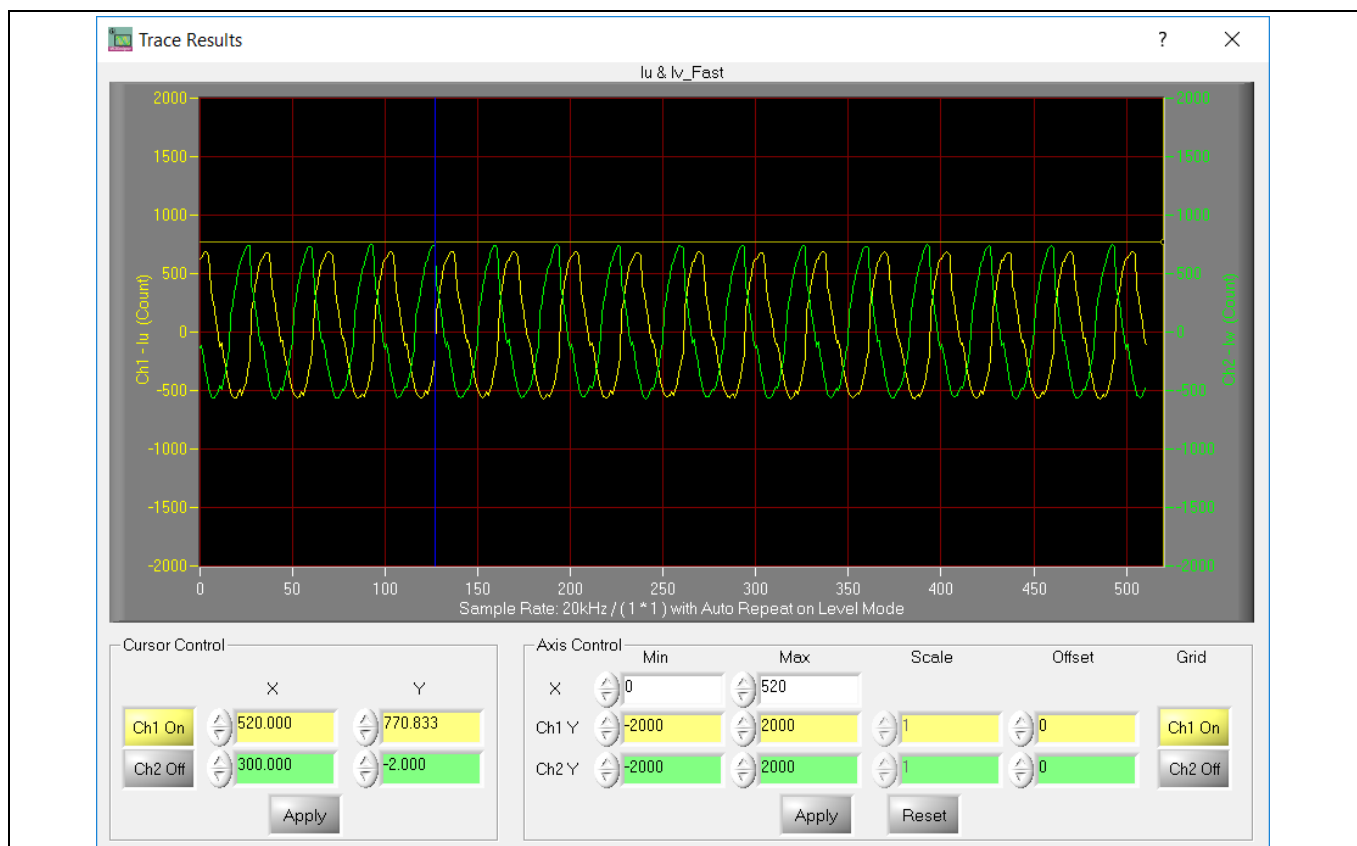 Trace Results
?
Iu & Iv_Fast
2000 2000
1500 1500
1000 1000
500 500
0 0
-500 -500
-1000 -1000
-1500 -1500
-2000 -2000
Ch1 - Iu (Count)
Ch2 - Iv (Count)
0 50 100 150 200 250 300 350 400 450 500
Sample Rate: 20kHz / ( 1 * 1 ) with Auto Repeat on Level Mode
Cursor Control
X Y
Ch1 On 520.000 770.833
Ch2 Off 300.000 -2.000
Apply
Axis Control
Min Max Scale Offset Grid
X 0 520
Ch1 Y -2000 2000 1 0 Ch1 On
Ch2 Y -2000 2000 1 0 Ch2 Off
Apply Reset